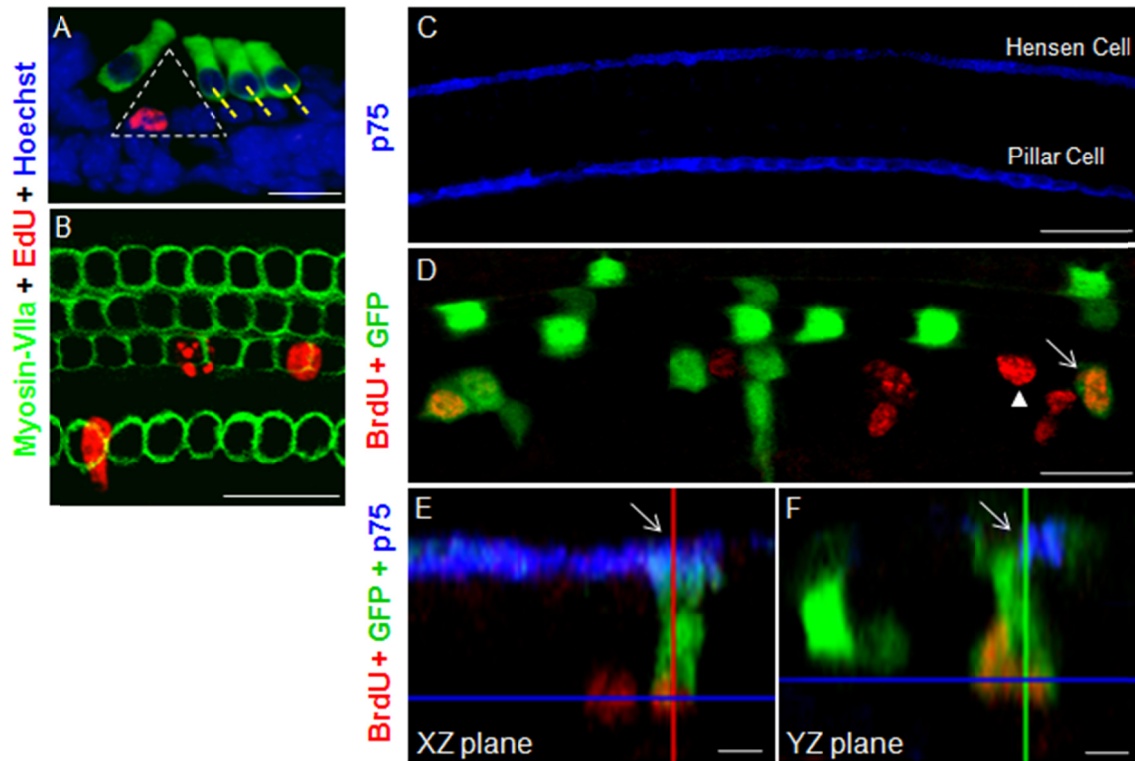 A
Myosin-VIIa + EdU + Hoechst
B
p75
C
Hensen Cell
Pillar Cell
BrdU + GFP
D
BrdU + GFP + p75
E
XZ plane
F
YZ plane